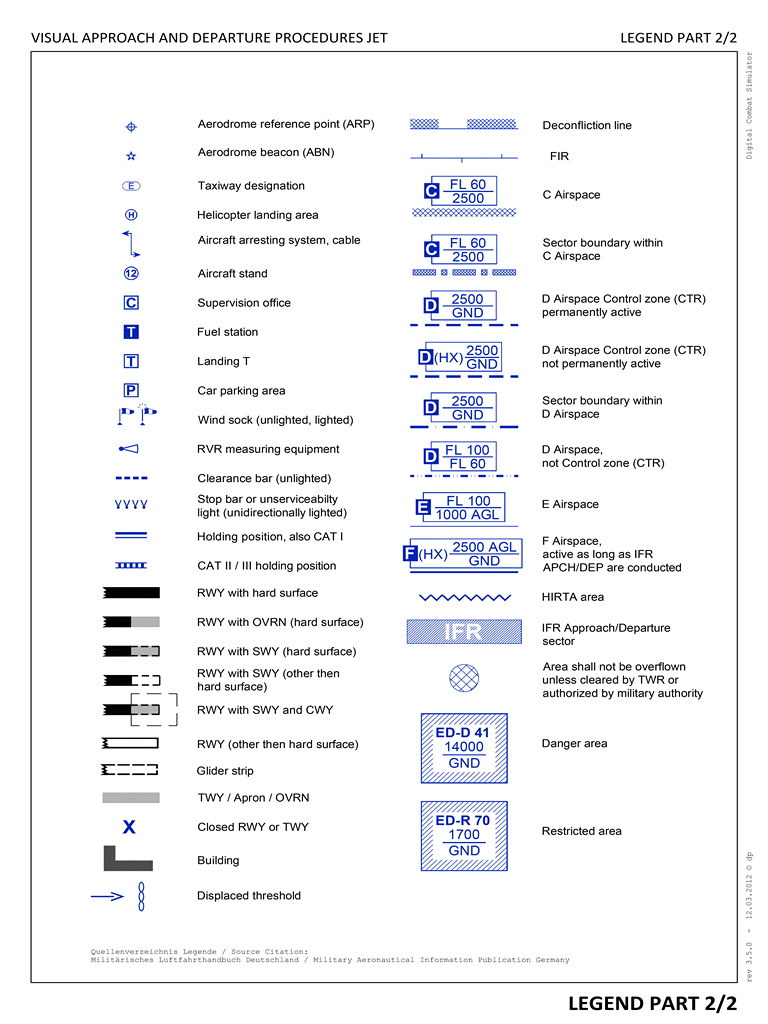 VISUAL APPROACH AND DEPARTURE PROCEDURES JET
LEGEND PART 2/2
Aerodrome reference point (ARP)
Aerodrome beacon (ABN)
E
Taxiway designation
H
Helicopter landing area
Aircraft arresting system, cable
12
Aircraft stand
C
Supervision office
T
Fuel station
T
Landing T
P
Car parking area
Wind sock (unlighted, lighted)
RVR measuring equipment
Clearance bar (unlighted)
Stop bar or unserviceabilty
light (unidirectionally lighted)
Holding position, also CAT I
CAT II / III holding position
RWY with hard surface
RWY with OVRN (hard surface)
RWY with SWY (hard surface)
RWY with SWY (other then
hard surface)
RWY with SWY and CWY
RWY (other then hard surface)
Glider strip
TWY / Apron / OVRN
X
Closed RWY or TWY
Building
Displaced threshold
Deconfliction line
FIR
C FL 60
2500
C Airspace
C FL 60
2500
Sector boundary within
C Airspace
D 2500
GND
D Airspace Control zone (CTR)
permanently active
D (HX) 2500
GND
D Airspace Control zone (CTR)
not permanently active
D 2500
GND
Sector boundary within
D Airspace
D FL 100
FL 60
D Airspace,
not Control zone (CTR)
E FL 100
1000 AGL
E Airspace
F (HX) 2500 AGL
GND
F Airspace,
active as long as IFR
APCH/DEP are conducted
HIRTA area
IFR
IFR Approach/Departure
sector
Area shall not be overflown
unless cleared by TWR or
authorized by military authority
ED-D 41
14000
GND
Danger area
ED-R 70
1700
GND
Restricted area
Quellenverzeichnis Legende / Source Citation:
Militärisches Luftfahrthandbuch Deutschland / Military Aeronautical Information Publication Germany
Digital Combat Simulator
rev 3.5.0 - 12.03.2012 © dp
LEGEND PART 2/2